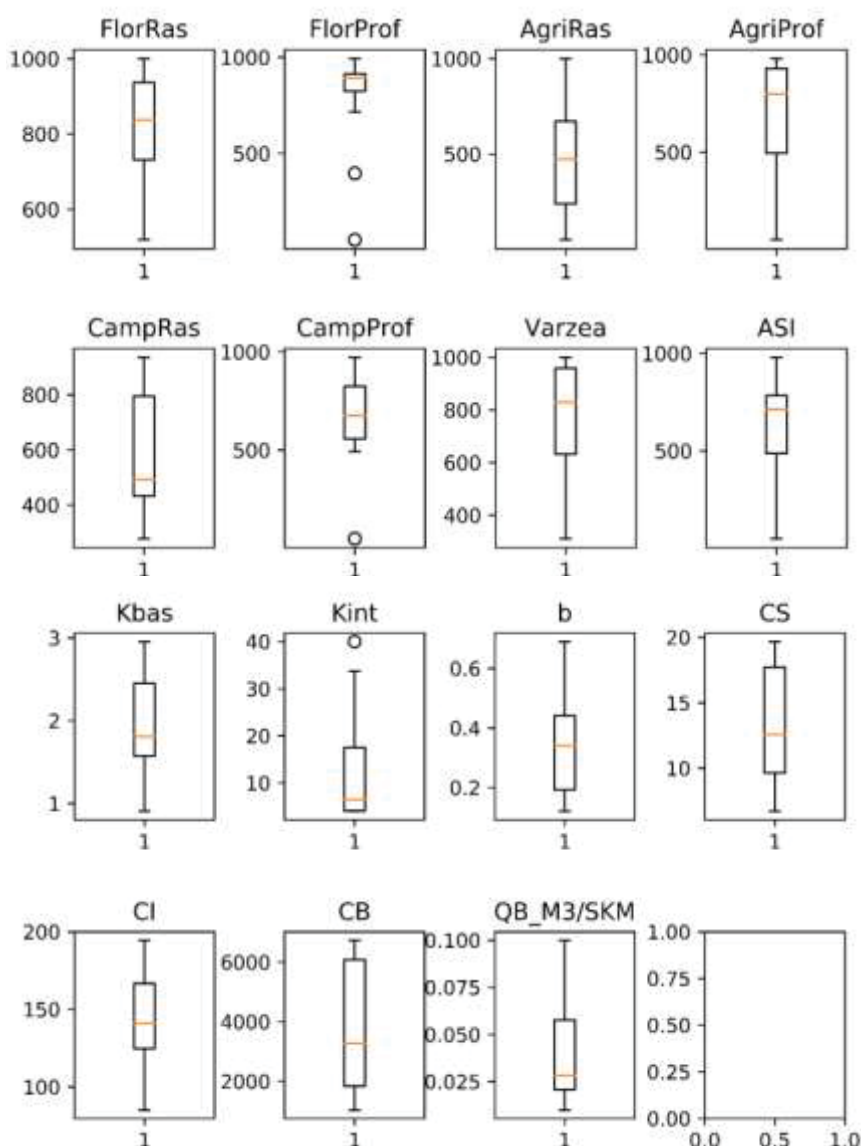 FlorRas FlorProf AgriRas AgriProf
1000 1000 1000 1000
800
500 500 500
600
1 1 1 1
CampRas CampProf Varzea ASI
1000 1000 1000
800 800
600 500 600 500
400 400
1 1 1 1
Kbas Kint b CS
3 40 20
0.6
30 15
2 20 0.4
10 10
1 0.2
1 1 1 1
CI CB QB_M3/SKM
200 0.100 1.00
6000
0.075 0.75
150 4000 0.050 0.50
100 2000 0.025 0.25
0.00
1 1 1 0.0 0.5 1.0